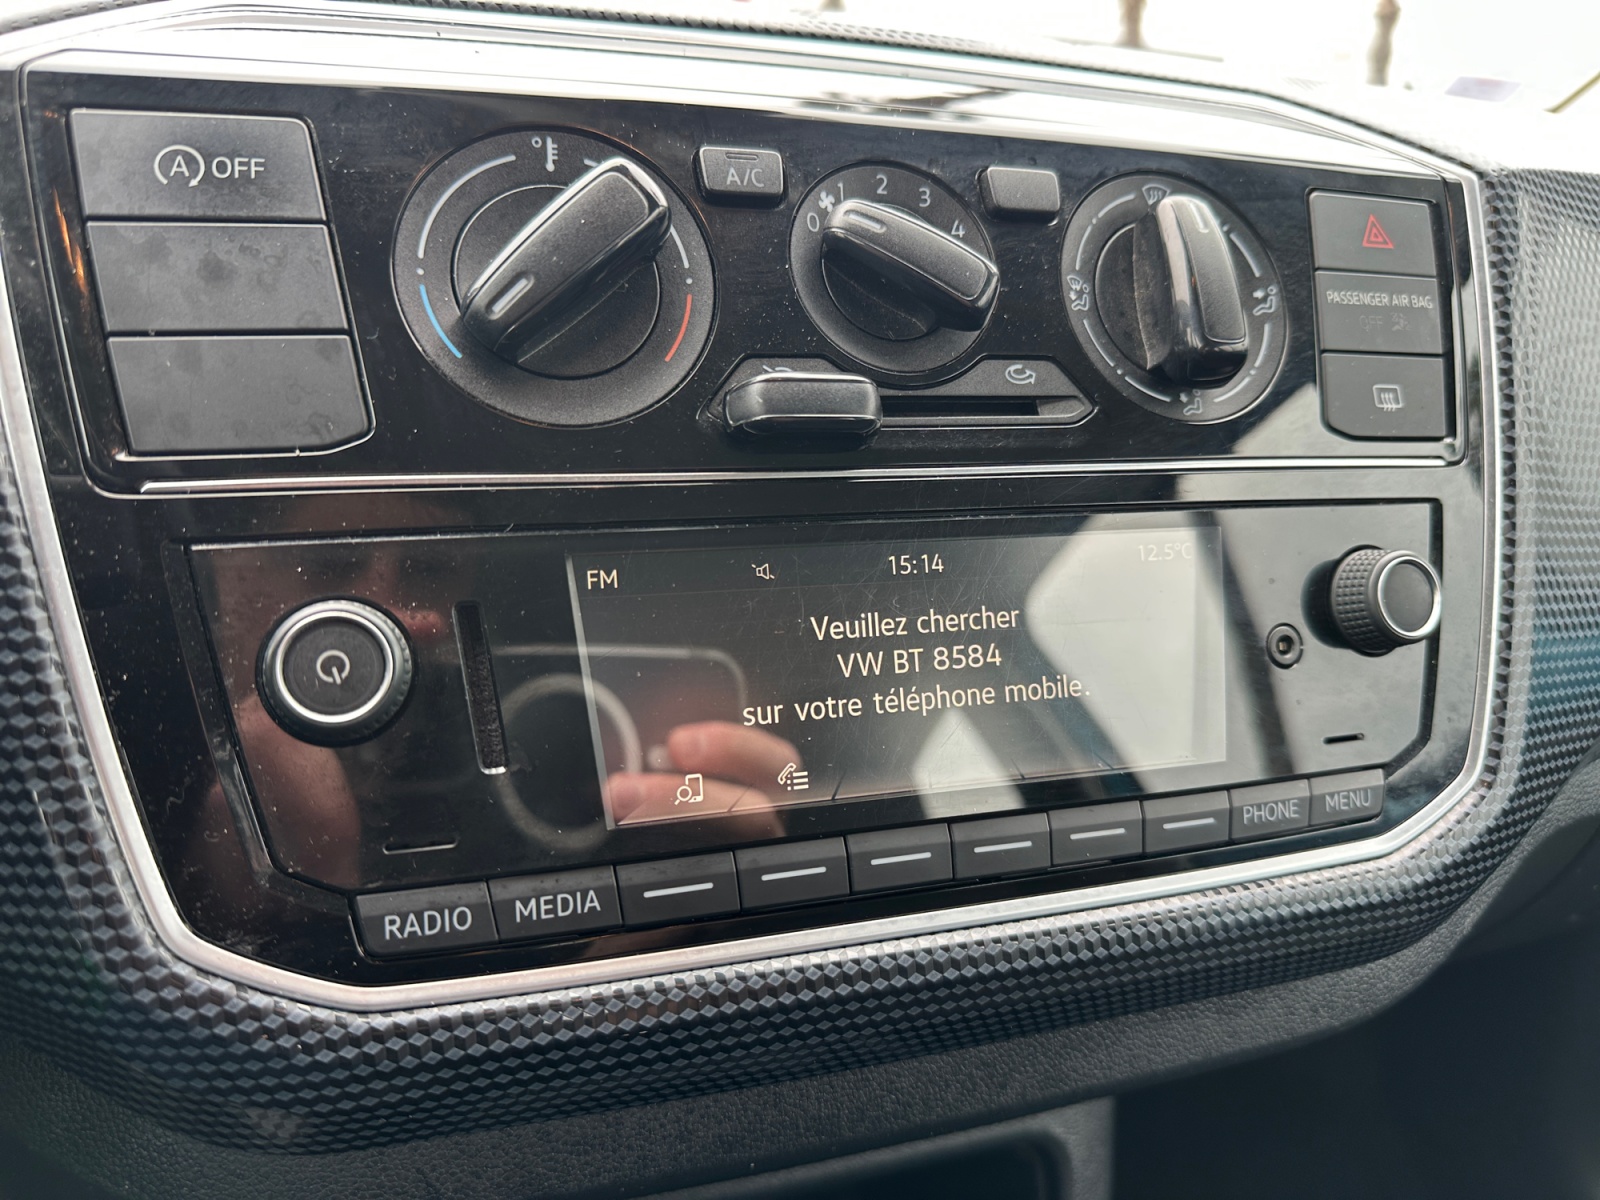 A OFF
A/C
0 1 2 3 4
PASSENGER AIR BAG
OFF
FM 15:14 12.5°C
Veuillez chercher
VW BT 8584
sur votre téléphone mobile.
RADIO MEDIA PHONE MENU